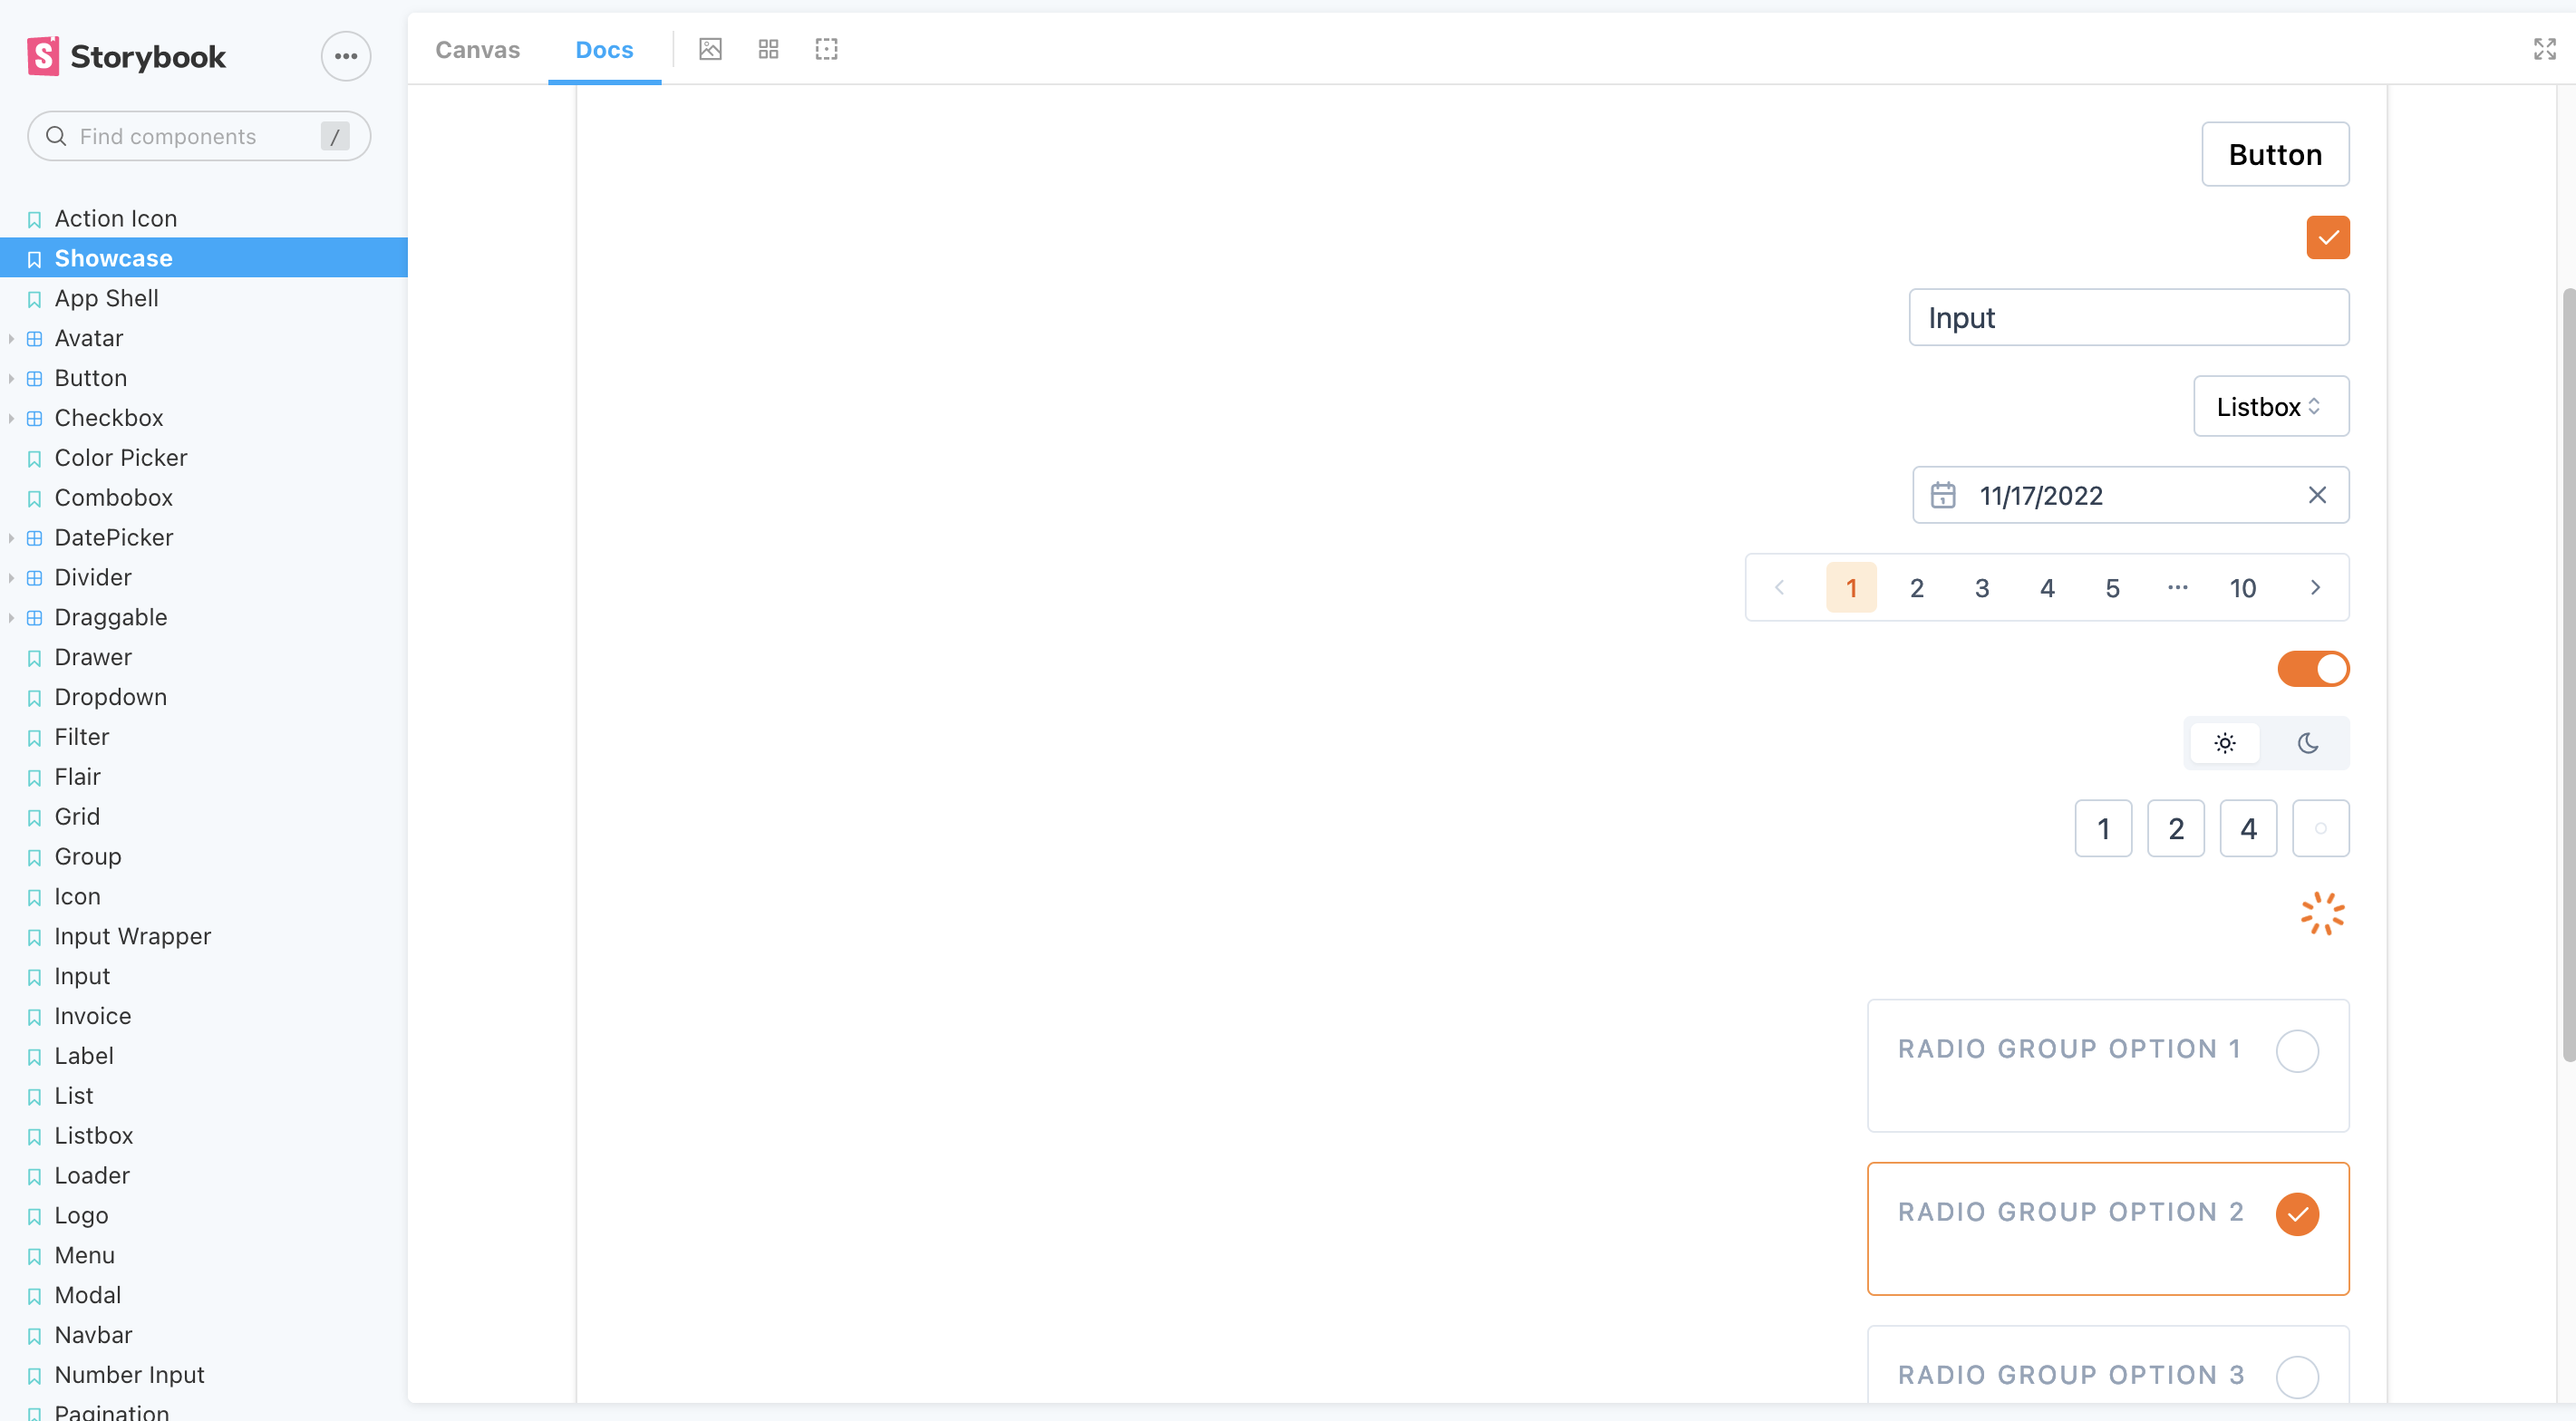 Storybook
Find components
/
Action Icon
Showcase
App Shell
Avatar
Button
Checkbox
Color Picker
Combobox
DatePicker
Divider
Draggable
Drawer
Dropdown
Filter
Flair
Grid
Group
Icon
Input Wrapper
Input
Invoice
Label
List
Listbox
Loader
Logo
Menu
Modal
Navbar
Number Input
Pagination
Canvas
Docs
Button
Input
Listbox
11/17/2022
1 2 3 4 5 ··· 10
1 2 4
RADIO GROUP OPTION 1
RADIO GROUP OPTION 2
RADIO GROUP OPTION 3